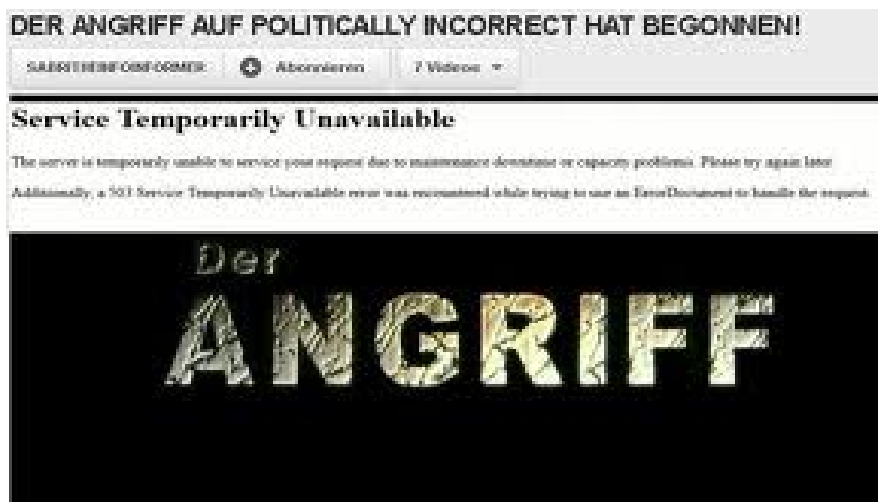 DER ANGRIFF AUF POLITICALLY INCORRECT HAT BEGONNEN!
Abonnieren 7 Videos
Service Temporarily Unavailable
The server is temporarily unable to service your request due to maintenance downtime or capacity problems. Please try again later.
Additionally, a 503 Service Temporarily Unavailable error was encountered while trying to use an ErrorDocument to handle the request.
Der
ANGRIFF